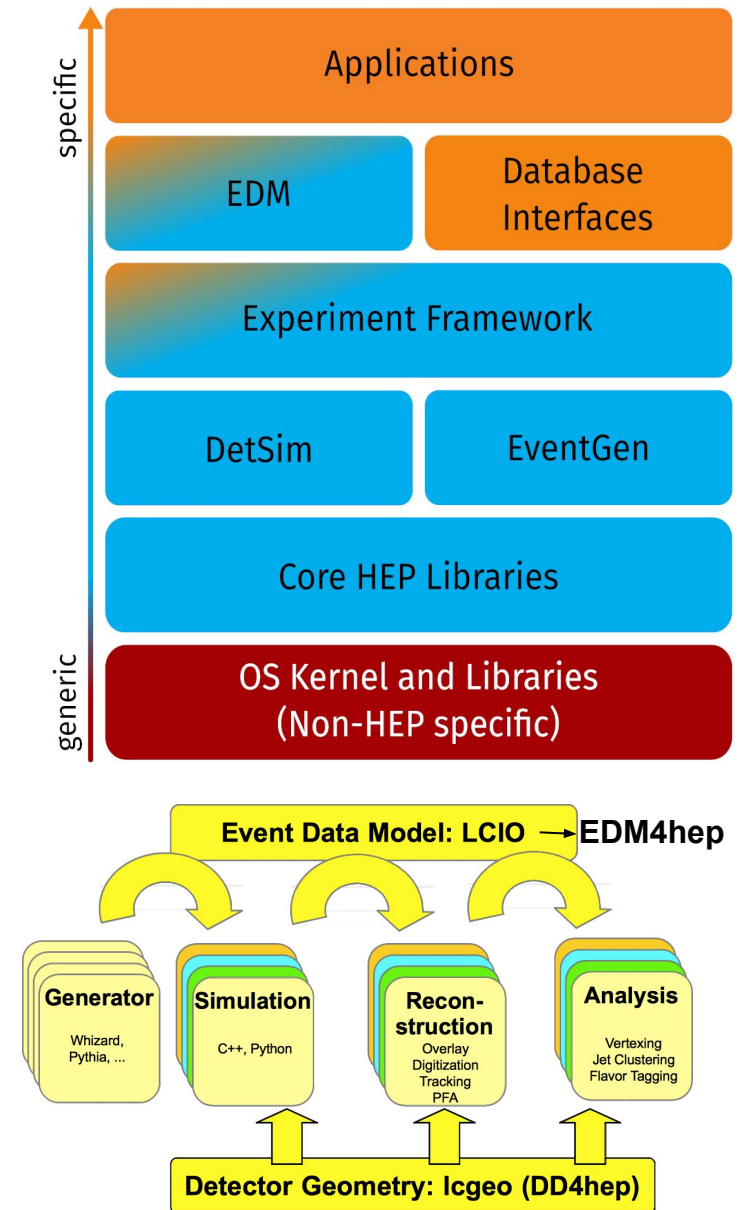 specific
generic
Applications
EDM
Database
Interfaces
Experiment Framework
DetSim
EventGen
Core HEP Libraries
OS Kernel and Libraries
(Non-HEP specific)
Event Data Model: LCIO
EDM4hep
Generator
Whizard,
Pythia, ...
Simulation
C++, Python
Recon-
struction
Overlay
Digitization
Tracking
PFA
Analysis
Vertexing
Jet Clustering
Flavor Tagging
Detector Geometry: lcgeo (DD4hep)